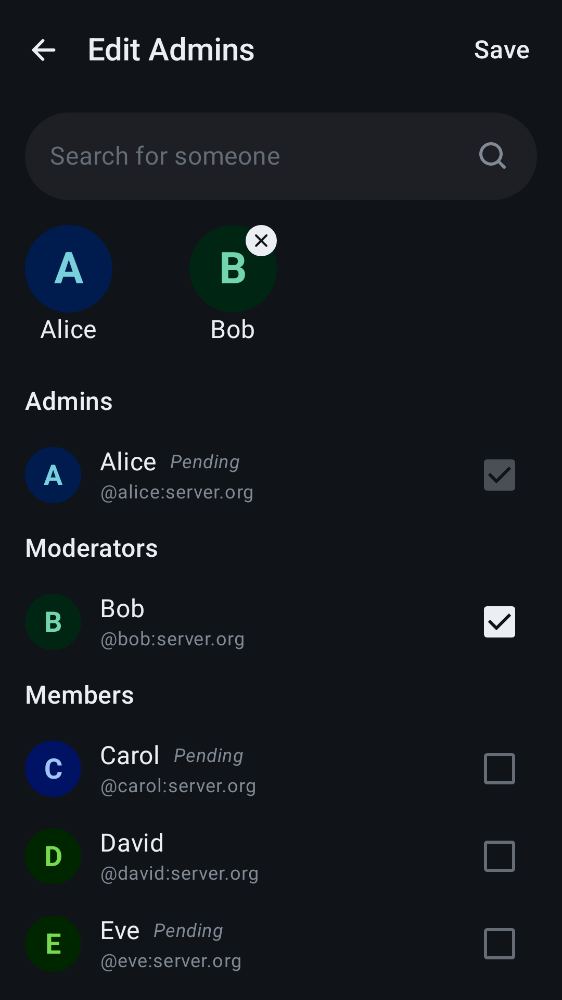 Edit Admins Save
Search for someone
A B
Alice Bob
Admins
A Alice Pending
@alice:server.org
Moderators
B Bob
@bob:server.org
Members
C Carol Pending
@carol:server.org
D David
@david:server.org
E Eve Pending
@eve:server.org